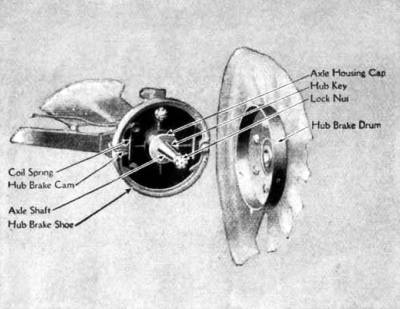 Axle Housing Cap
Hub Key
Lock Nut
Hub Brake Drum
Coil Spring
Hub Brake Cam
Axle Shaft
Hub Brake Shoe